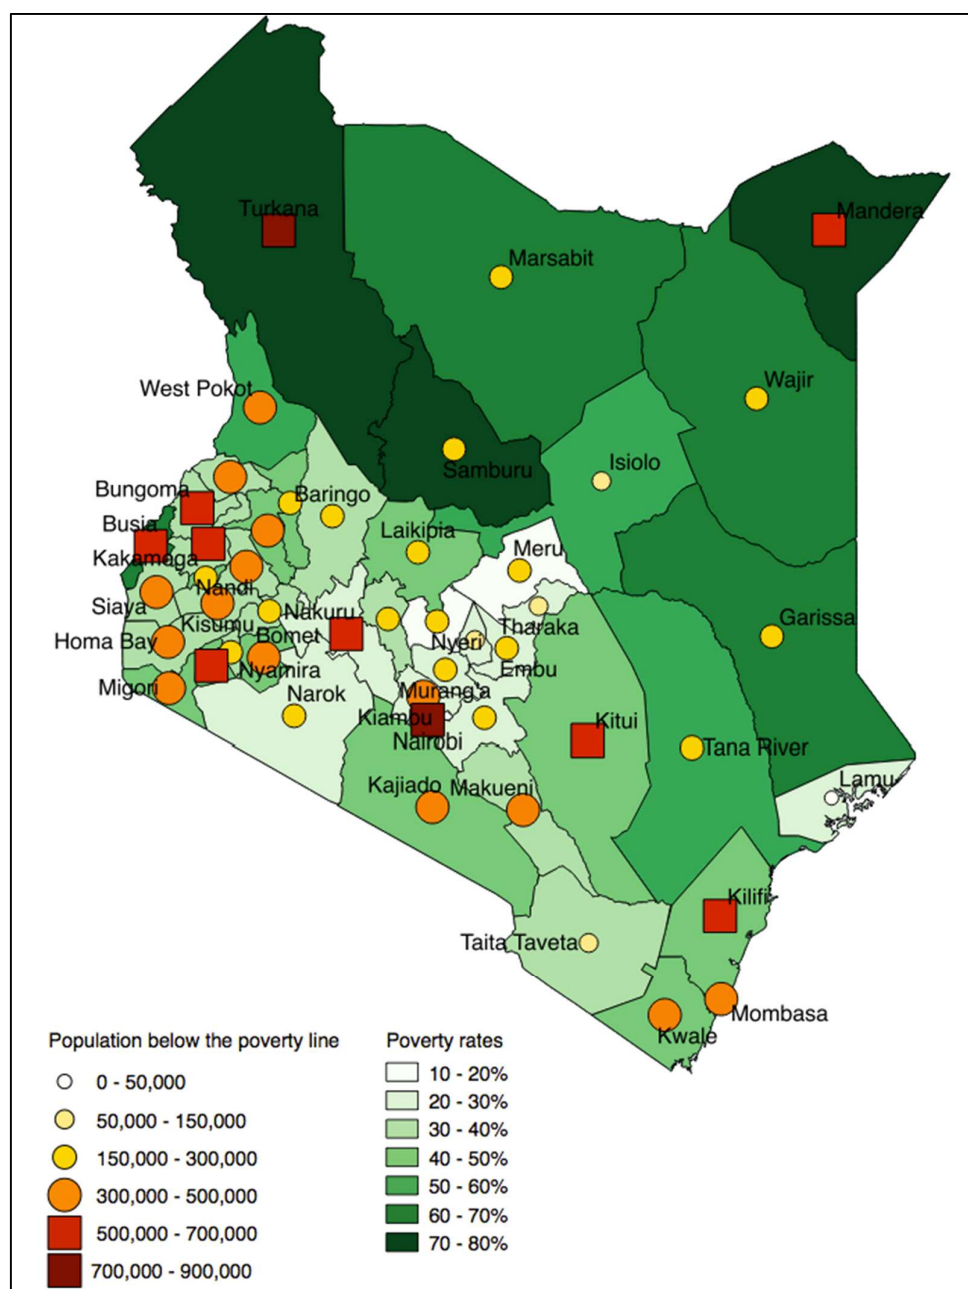 Turkana
Mandera
Marsabit
Wajir
West Pokot
Isiolo
Samburu
Bungoma
Baringo
Busia
Laikipia
Kakamega
Meru
Nandi
Siaya
Nakuru
Garissa
Kisumu
Tharaka
Homa Bay
Bomet
Nyeri
Embu
Nyamira
Migori
Narok
Murang'a
Kiambu
Kitui
Nairobi
Tana River
Lamu
Kajiado
Makueni
Kilifi
Taita Taveta
Mombasa
Kwale
Population below the poverty line
0 - 50,000
50,000 - 150,000
150,000 - 300,000
300,000 - 500,000
500,000 - 700,000
700,000 - 900,000
Poverty rates
10 - 20%
20 - 30%
30 - 40%
40 - 50%
50 - 60%
60 - 70%
70 - 80%